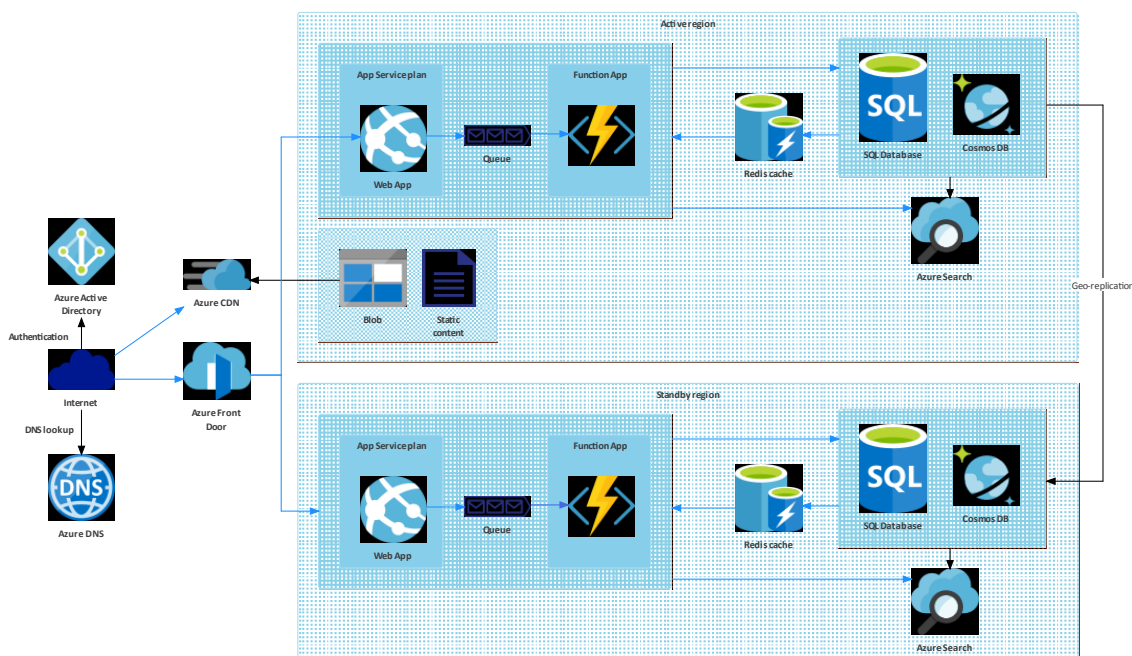 Active region
App Service plan
Function App
SQL
SQL Database
Cosmos DB
Queue
Web App
Redis cache
Azure Search
Azure Active
Directory
Azure CDN
Blob
Static
content
Geo-replication
Authentication
Internet
Azure Front
Door
DNS lookup
DNS
Azure DNS
Standby region
App Service plan
Function App
SQL
SQL Database
Cosmos DB
Queue
Web App
Redis cache
Azure Search